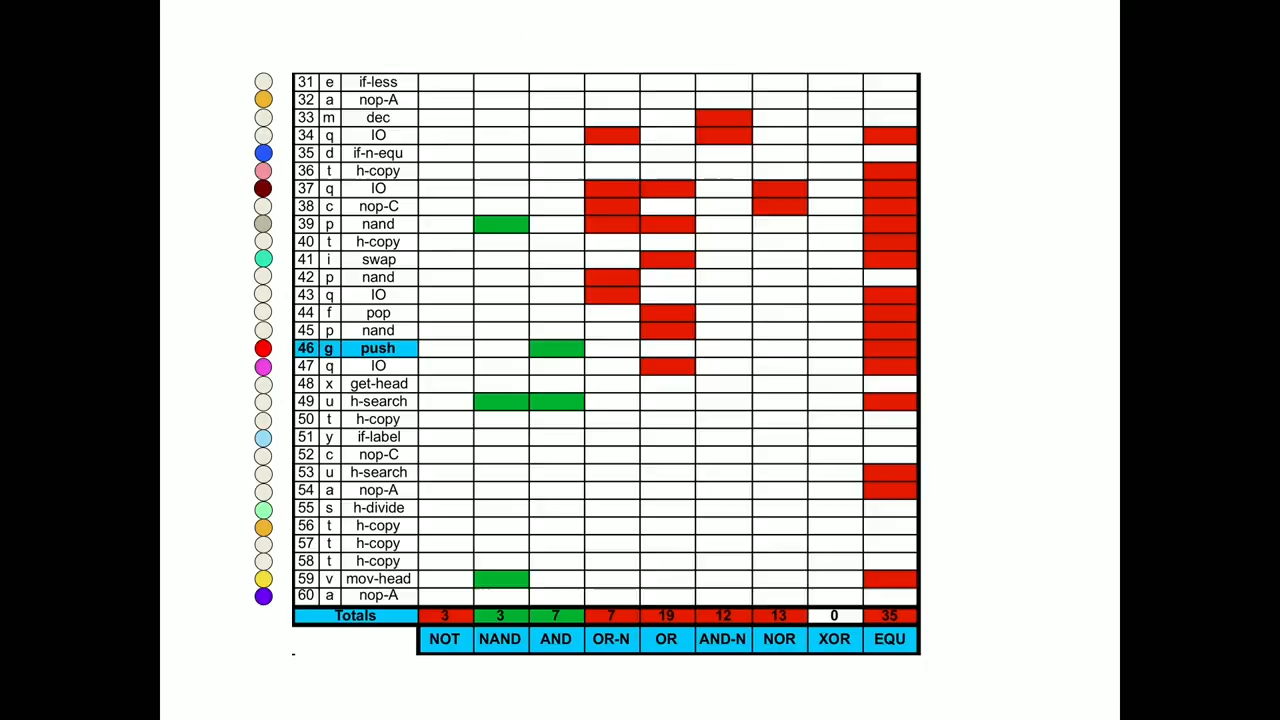 31 e if-less
32 a nop-A
33 m dec
34 q IO
35 d if-n-equ
36 t h-copy
37 q IO
38 c nop-C
39 p nand
40 t h-copy
41 i swap
42 p nand
43 q IO
44 f pop
45 p nand
46 g push
47 q IO
48 x get-head
49 u h-search
50 t h-copy
51 y if-label
52 c nop-C
53 u h-search
54 a nop-A
55 s h-divide
56 t h-copy
57 t h-copy
58 t h-copy
59 v mov-head
60 a nop-A
Totals 3 3 7 7 19 12 13 0 35
NOT NAND AND OR-N OR AND-N NOR XOR EQU